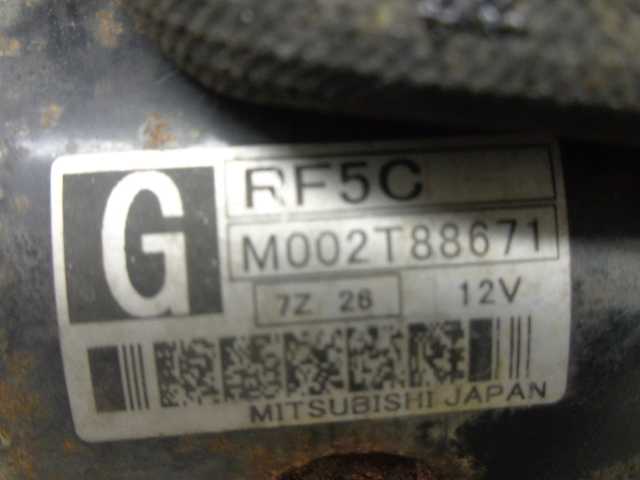 G
RF5C
M002T88671
7Z 26 12V
MITSUBISHI JAPAN